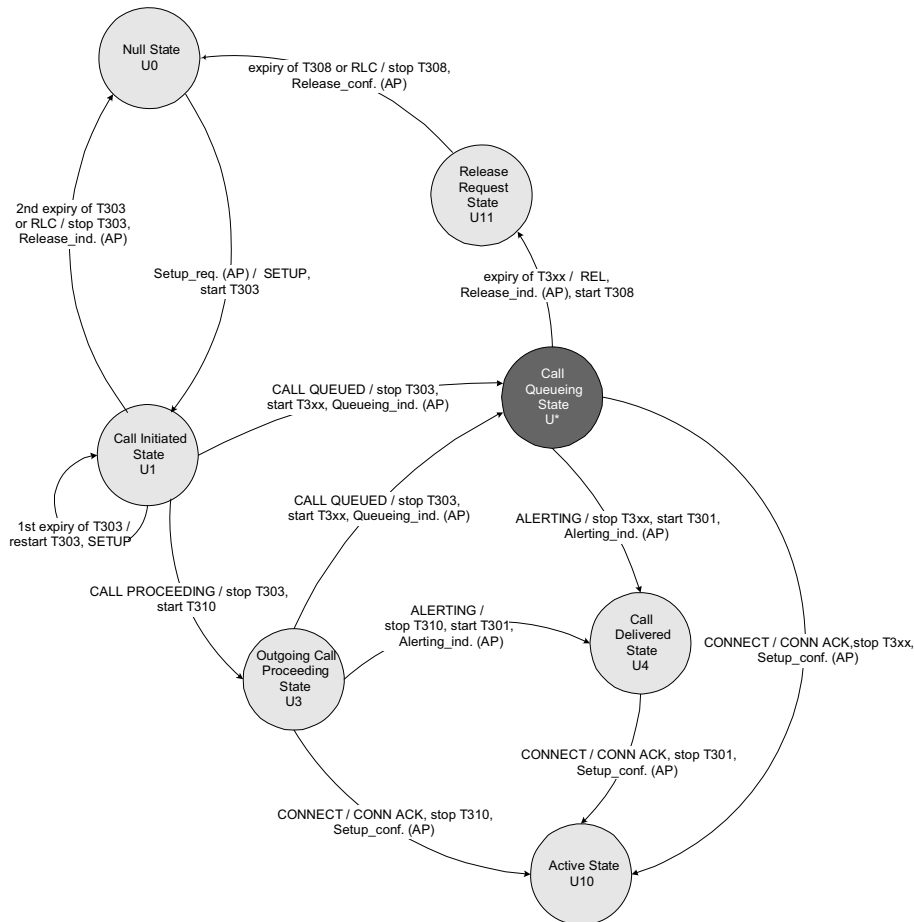 Null State
U0
expiry of T308 or RLC / stop T308,
Release_conf. (AP)
Release
Request
State
U11
2nd expiry of T303
or RLC / stop T303,
Release_ind. (AP)
Setup_req. (AP) / SETUP,
start T303
expiry of T3xx / REL,
Release_ind. (AP), start T308
Call
Queueing
State
U*
CALL QUEUED / stop T303,
start T3xx, Queueing_ind. (AP)
Call Initiated
State
U1
CALL QUEUED / stop T303,
start T3xx, Queueing_ind. (AP)
1st expiry of T303 /
restart T303, SETUP
ALERTING / stop T3xx, start T301,
Alerting_ind. (AP)
CALL PROCEEDING / stop T303,
start T310
ALERTING /
stop T310, start T301,
Alerting_ind. (AP)
Call
Delivered
State
U4
CONNECT / CONN ACK,stop T3xx,
Setup_conf. (AP)
Outgoing Call
Proceeding
State
U3
CONNECT / CONN ACK, stop T301,
Setup_conf. (AP)
CONNECT / CONN ACK, stop T310,
Setup_conf. (AP)
Active State
U10